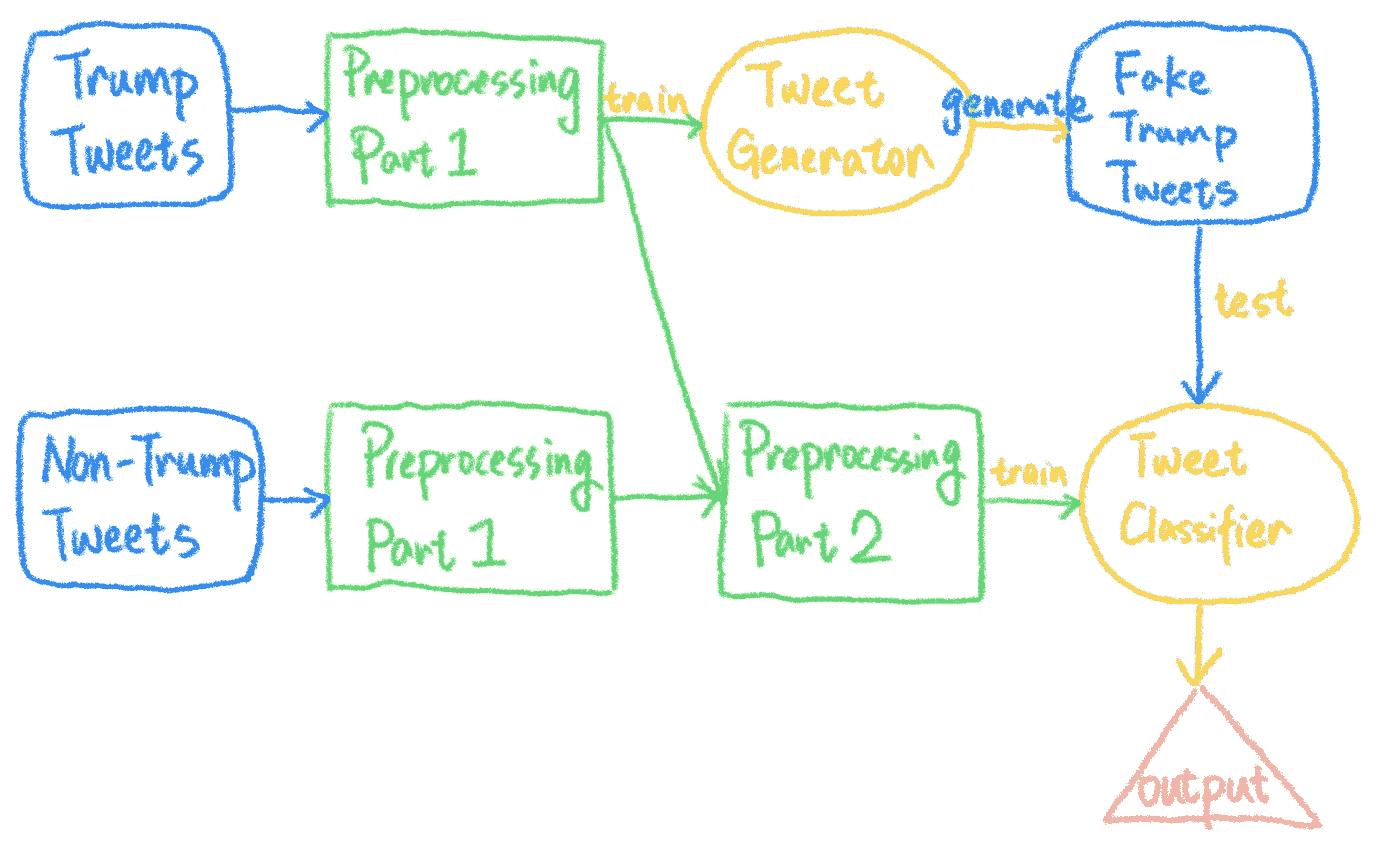 Trump
Tweets
Preprocessing
Part 1
train
Tweet
Generator
generate
Fake
Trump
Tweets
test
Non-Trump
Tweets
Preprocessing
Part 1
Preprocessing
Part 2
train
Tweet
Classifier
output